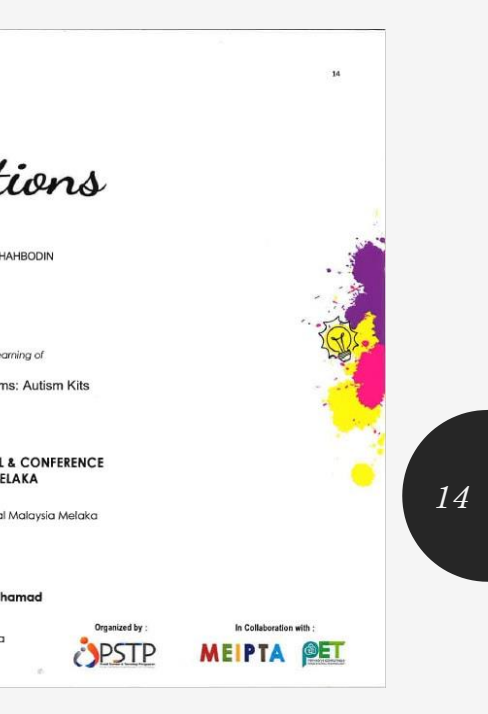 14
tions
HAHBODIN
earning of
ms: Autism Kits
L & CONFERENCE
ELAKA
al Malaysia Melaka
hamad
a
Organized by :
In Collaboration with :
PSTP
MEIPTA
PET
14